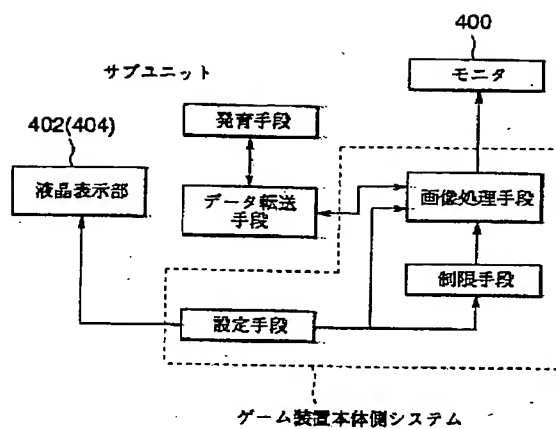 400
サブユニット
モニタ
402(404)
発育手段
液晶表示部
データ転送
手段
画像処理手段
制限手段
設定手段
ゲーム装置本体側システム